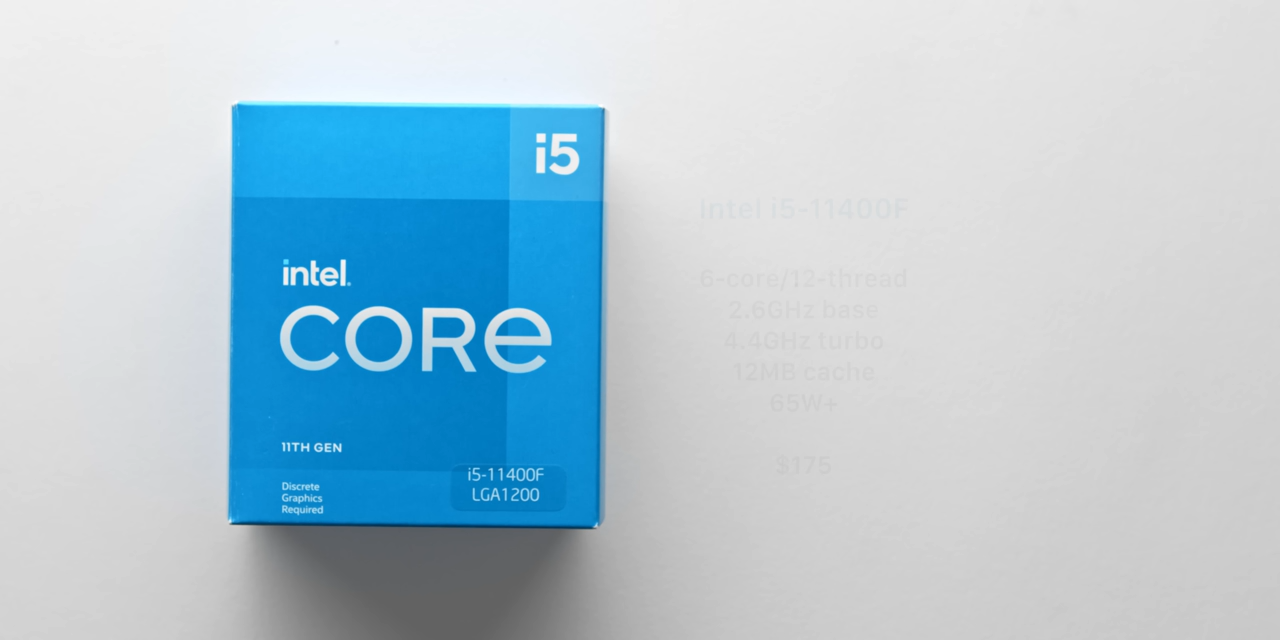 i5
intel.
CORE
11TH GEN
Discrete
Graphics
Required
i5-11400F
LGA1200
Intel i5-11400F
6-core/12-thread
2.6GHz base
4.4GHz turbo
12MB cache
65W+
$175